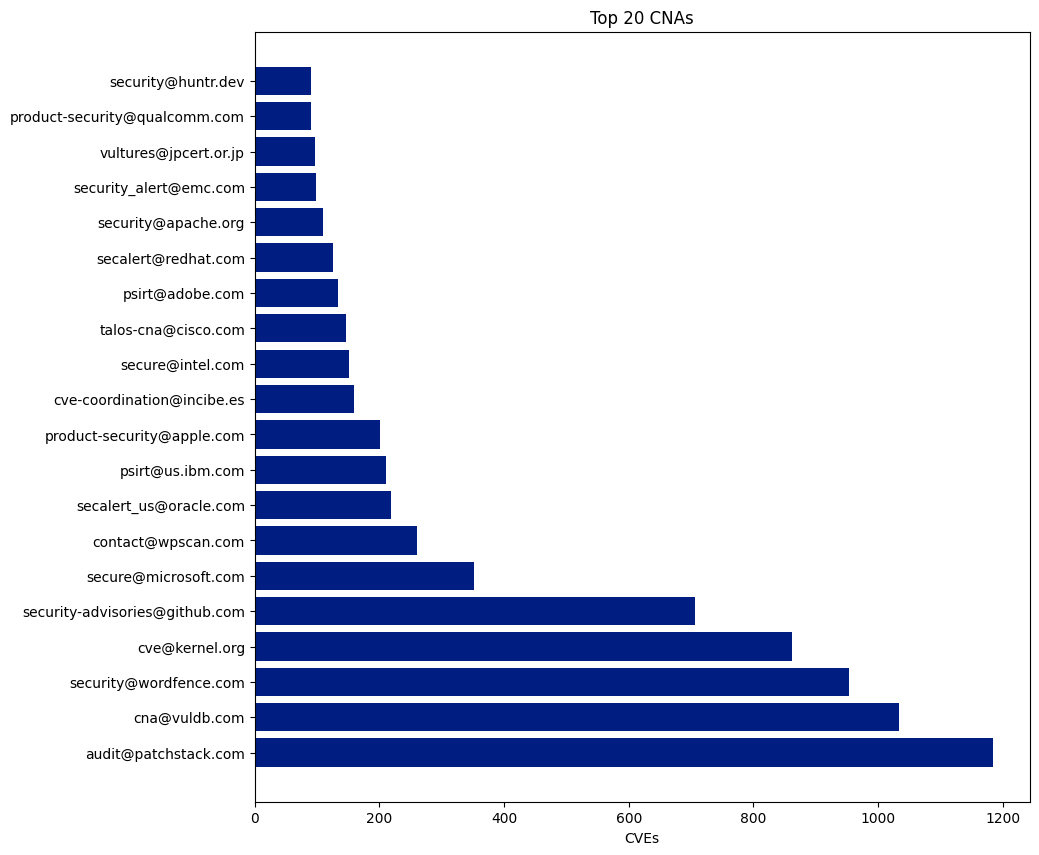 Top 20 CNAs
security@huntr.dev
product-security@qualcomm.com
vultures@jpcert.or.jp
security_alert@emc.com
security@apache.org
secalert@redhat.com
psirt@adobe.com
talos-cna@cisco.com
secure@intel.com
cve-coordination@incibe.es
product-security@apple.com
psirt@us.ibm.com
secalert_us@oracle.com
contact@wpscan.com
secure@microsoft.com
security-advisories@github.com
cve@kernel.org
security@wordfence.com
cna@vuldb.com
audit@patchstack.com
0 200 400 600 800 1000 1200
CVEs